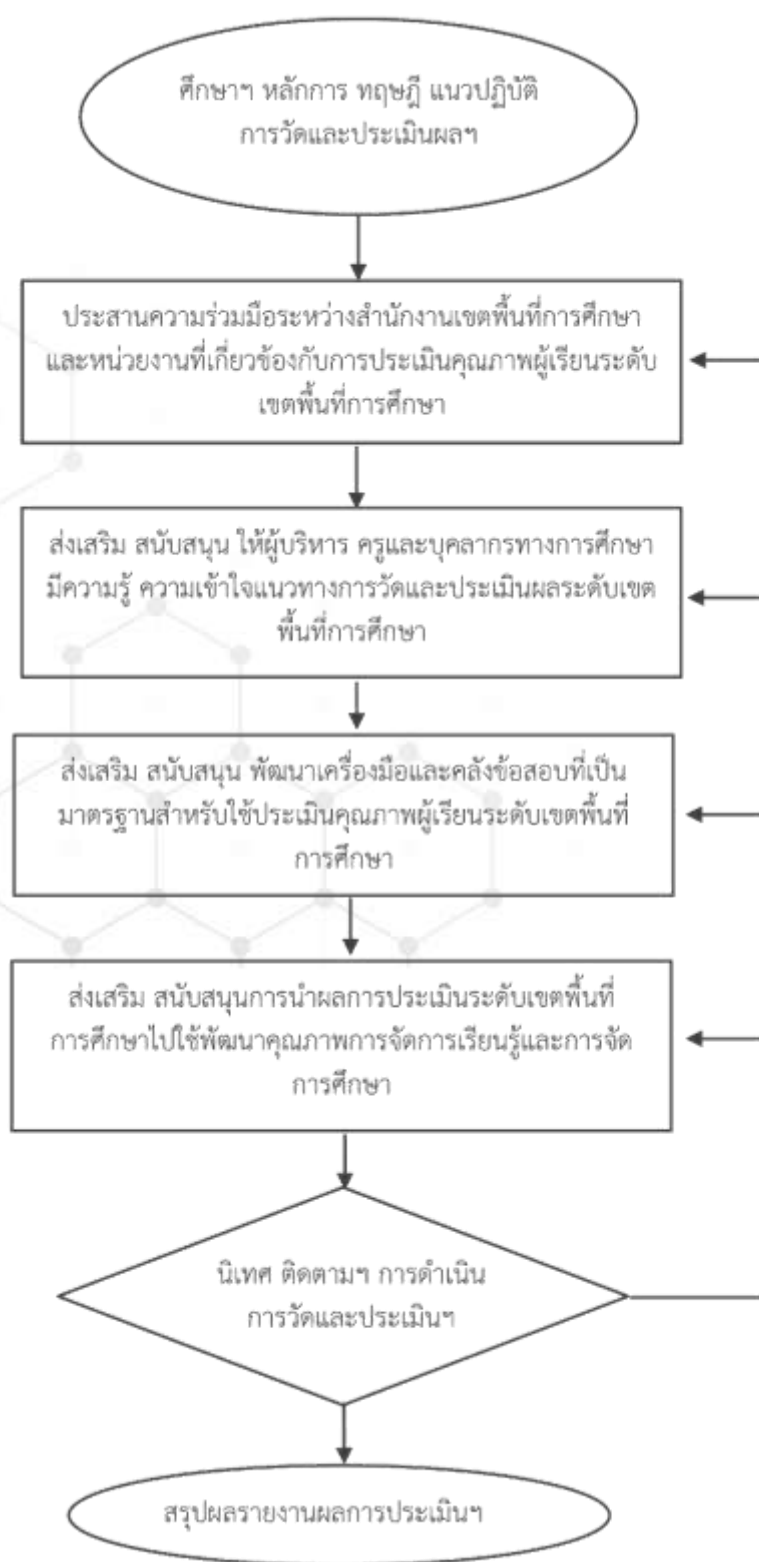 ศึกษาฯ หลักการ ทฤษฎี แนวปฏิบัติ
การวัดและประเมินผลฯ
ประสานความร่วมมือระหว่างสำนักงานเขตพื้นที่การศึกษา
และหน่วยงานที่เกี่ยวข้องกับการประเมินคุณภาพผู้เรียนระดับ
เขตพื้นที่การศึกษา
ส่งเสริม สนับสนุน ให้ผู้บริหาร ครูและบุคลากรทางการศึกษา
มีความรู้ ความเข้าใจแนวทางการวัดและประเมินผลระดับเขต
พื้นที่การศึกษา
ส่งเสริม สนับสนุน พัฒนาเครื่องมือและคลังข้อสอบที่เป็น
มาตรฐานสำหรับใช้ประเมินคุณภาพผู้เรียนระดับเขตพื้นที่
การศึกษา
ส่งเสริม สนับสนุนการนำผลการประเมินระดับเขตพื้นที่
การศึกษาไปใช้พัฒนาคุณภาพการจัดการเรียนรู้และการจัด
การศึกษา
นิเทศ ติดตามฯ การดำเนิน
การวัดและประเมินฯ
สรุปผลรายงานผลการประเมินฯ